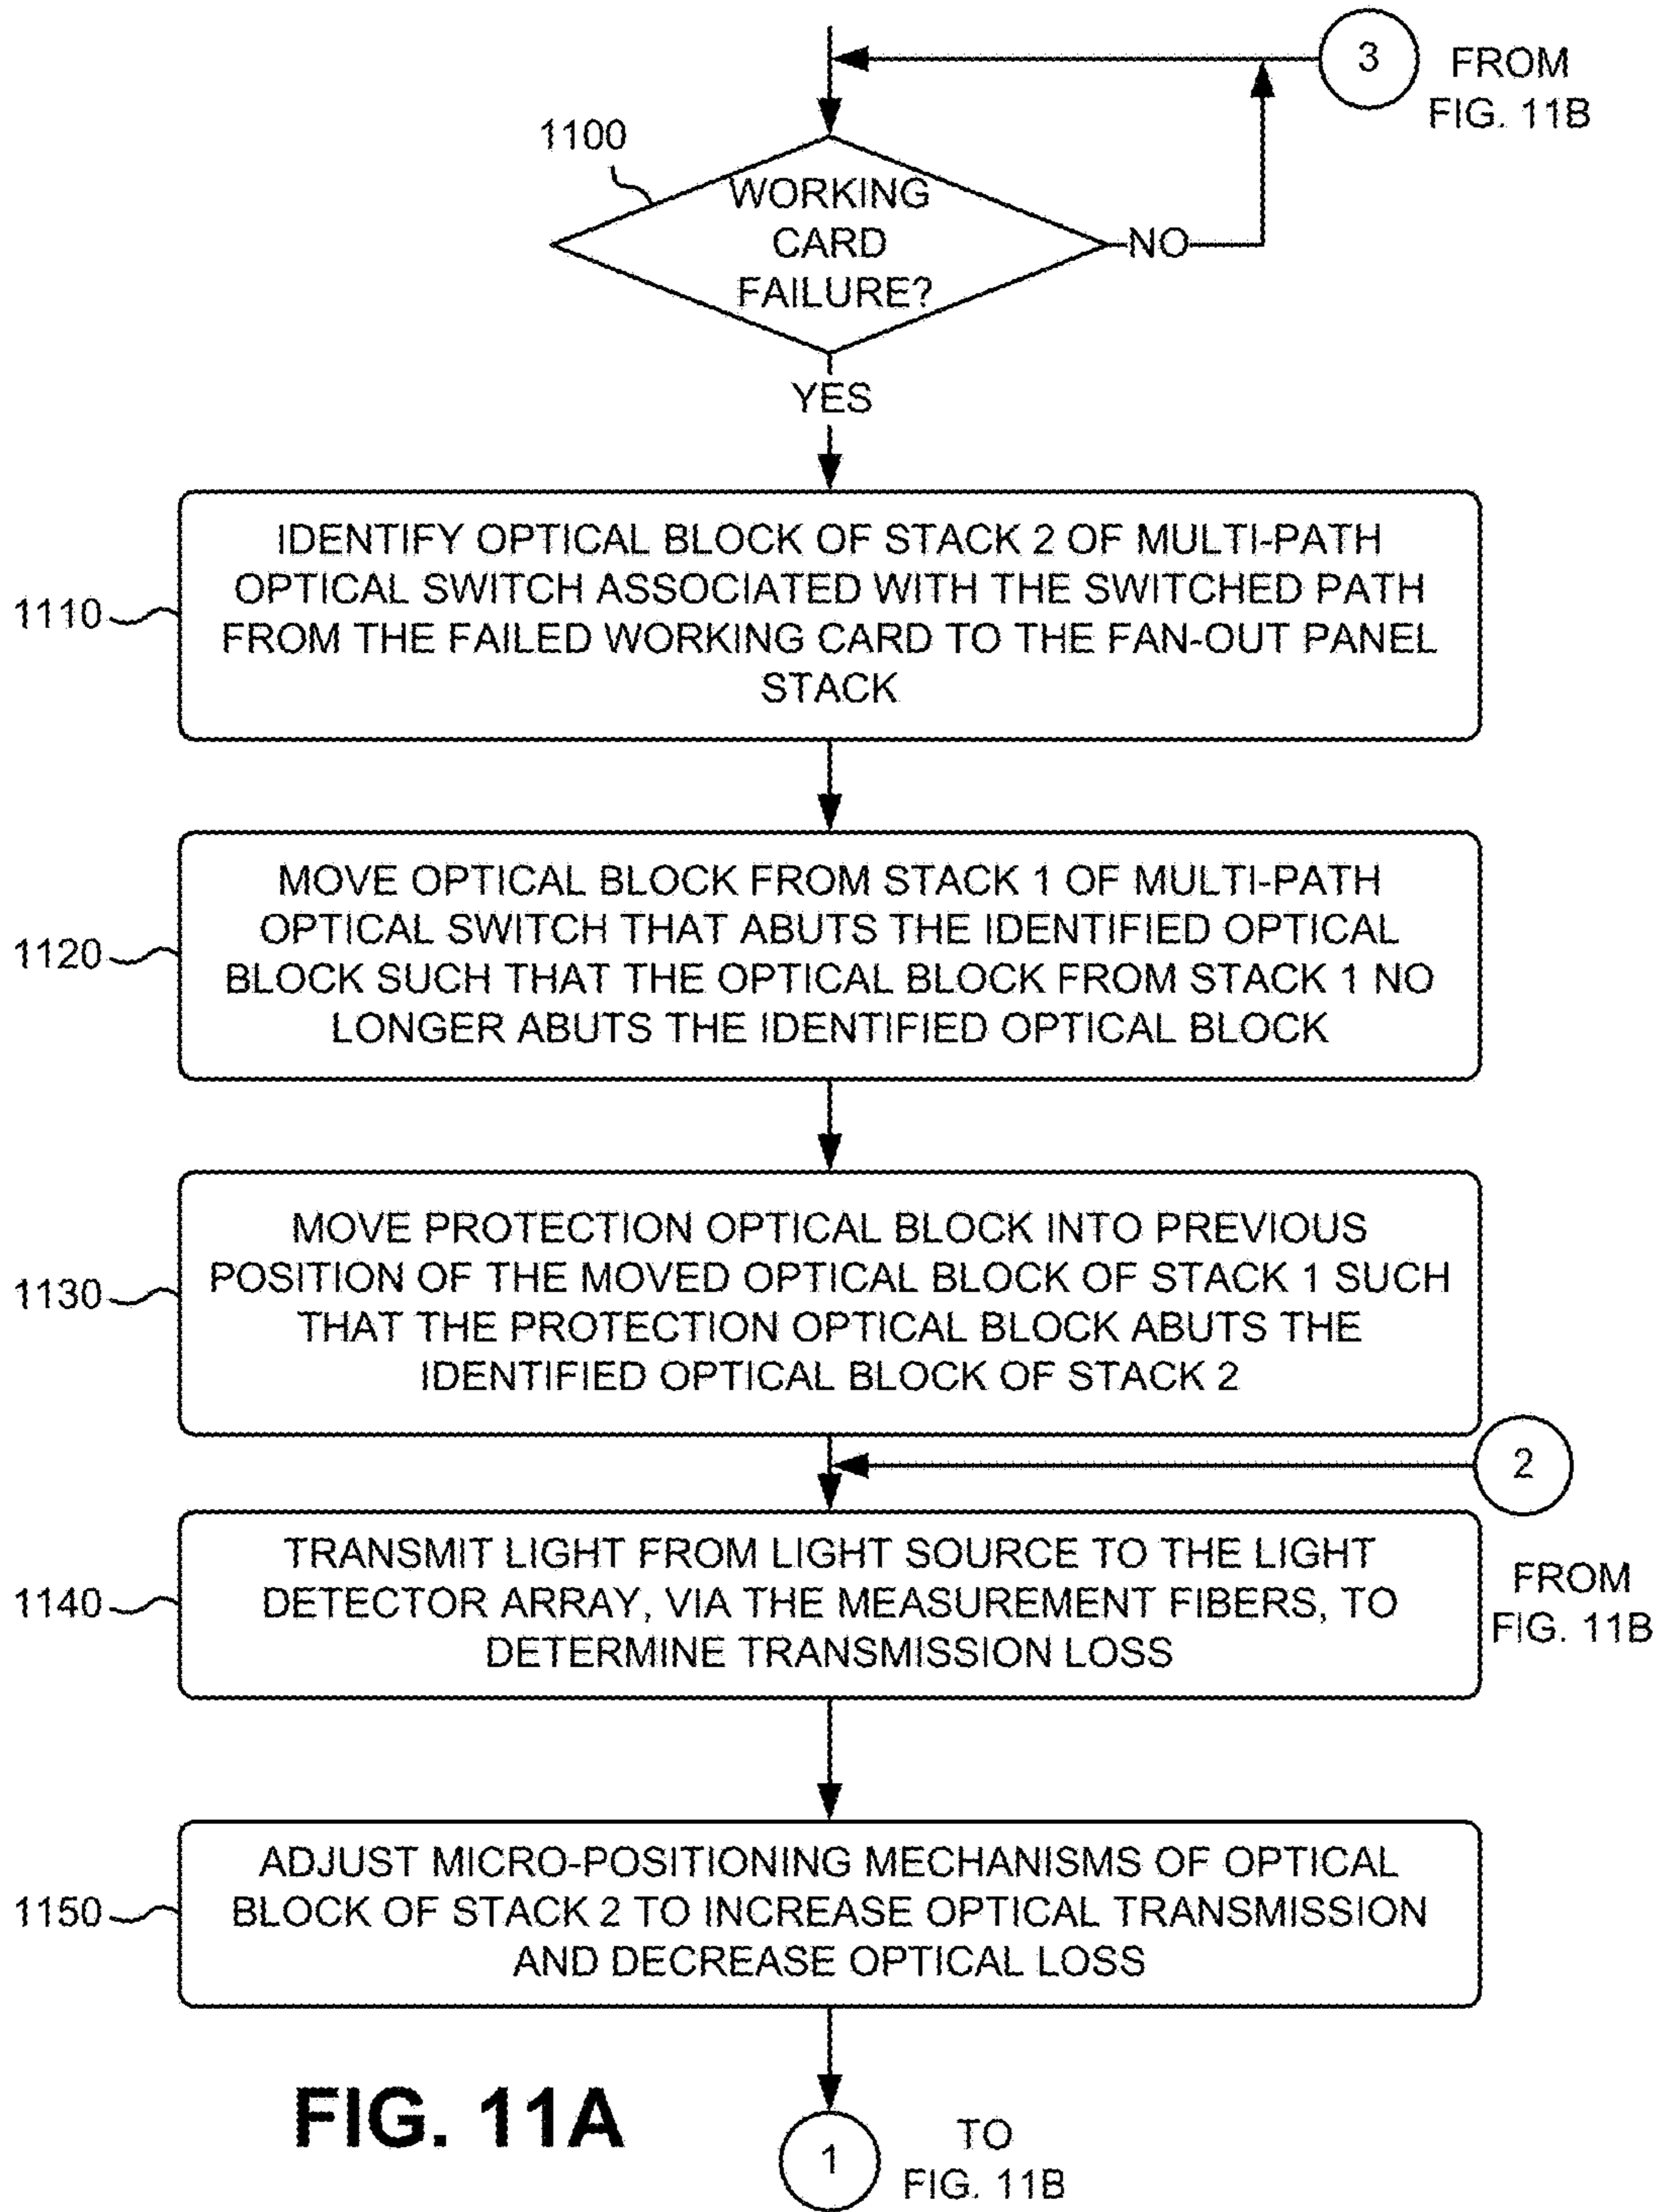 3
FROM
FIG. 11B
1100
WORKING
CARD
FAILURE?
NO
YES
1110
IDENTIFY OPTICAL BLOCK OF STACK 2 OF MULTI-PATH
OPTICAL SWITCH ASSOCIATED WITH THE SWITCHED PATH
FROM THE FAILED WORKING CARD TO THE FAN-OUT PANEL
STACK
1120
MOVE OPTICAL BLOCK FROM STACK 1 OF MULTI-PATH
OPTICAL SWITCH THAT ABUTS THE IDENTIFIED OPTICAL
BLOCK SUCH THAT THE OPTICAL BLOCK FROM STACK 1 NO
LONGER ABUTS THE IDENTIFIED OPTICAL BLOCK
1130
MOVE PROTECTION OPTICAL BLOCK INTO PREVIOUS
POSITION OF THE MOVED OPTICAL BLOCK OF STACK 1 SUCH
THAT THE PROTECTION OPTICAL BLOCK ABUTS THE
IDENTIFIED OPTICAL BLOCK OF STACK 2
2
FROM
FIG. 11B
1140
TRANSMIT LIGHT FROM LIGHT SOURCE TO THE LIGHT
DETECTOR ARRAY, VIA THE MEASUREMENT FIBERS, TO
DETERMINE TRANSMISSION LOSS
1150
ADJUST MICRO-POSITIONING MECHANISMS OF OPTICAL
BLOCK OF STACK 2 TO INCREASE OPTICAL TRANSMISSION
AND DECREASE OPTICAL LOSS
FIG. 11A
1
TO
FIG. 11B